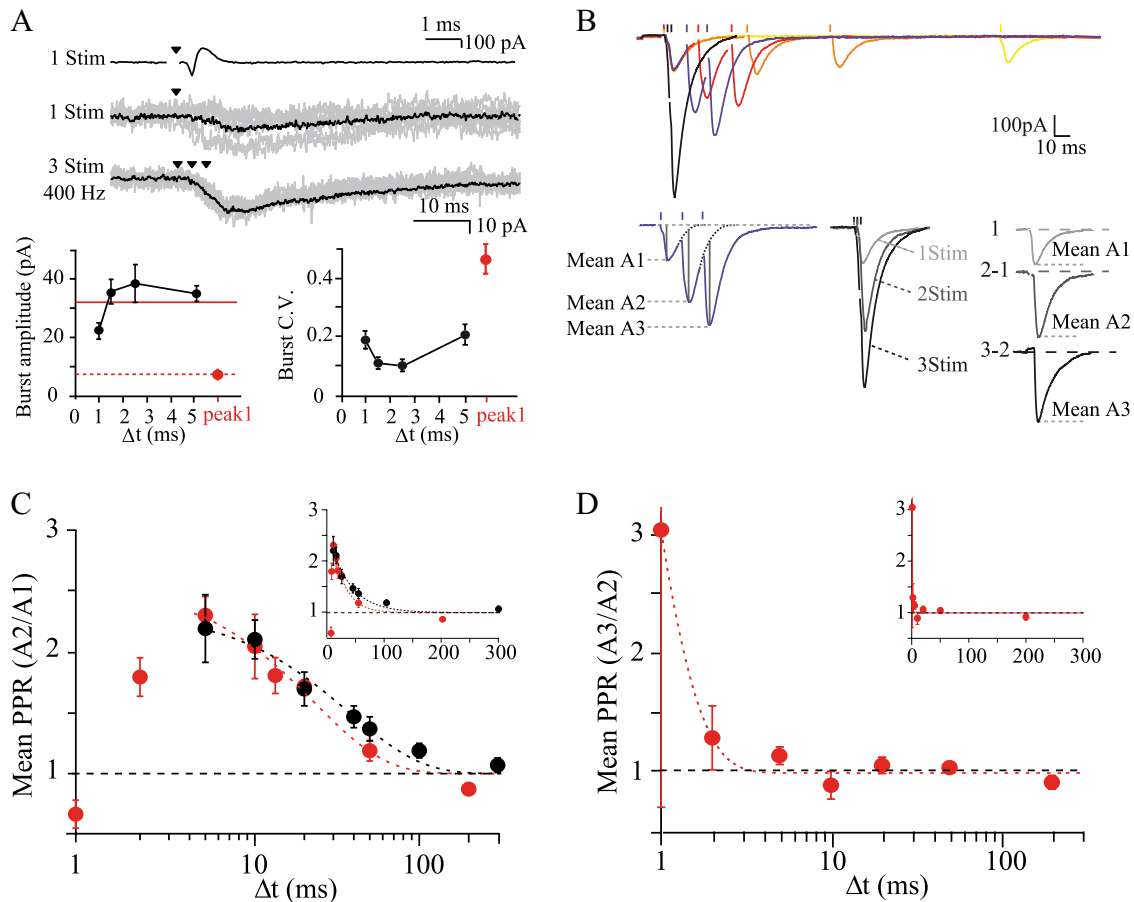 A
1 ms
100 pA
1 Stim
1 Stim
3 Stim
400 Hz
10 ms
10 pA
Burst amplitude (pA)
60
40
20
0
0 1 2 3 4 5 peak1
Δt (ms)
Burst C.V.
0.4
0.2
0
0 1 2 3 4 5 peak1
Δt (ms)
B
100pA
10 ms
Mean A1
Mean A2
Mean A3
1Stim
2Stim
3Stim
1
Mean A1
2-1
Mean A2
3-2
Mean A3
C
Mean PPR (A2/A1)
3
2
1
1 10 100
Δt (ms)
3
2
1
0 50 100 200 300
D
Mean PPR (A3/A2)
3
2
1
1 10 100
Δt (ms)
3
2
1
0 50 100 200 300